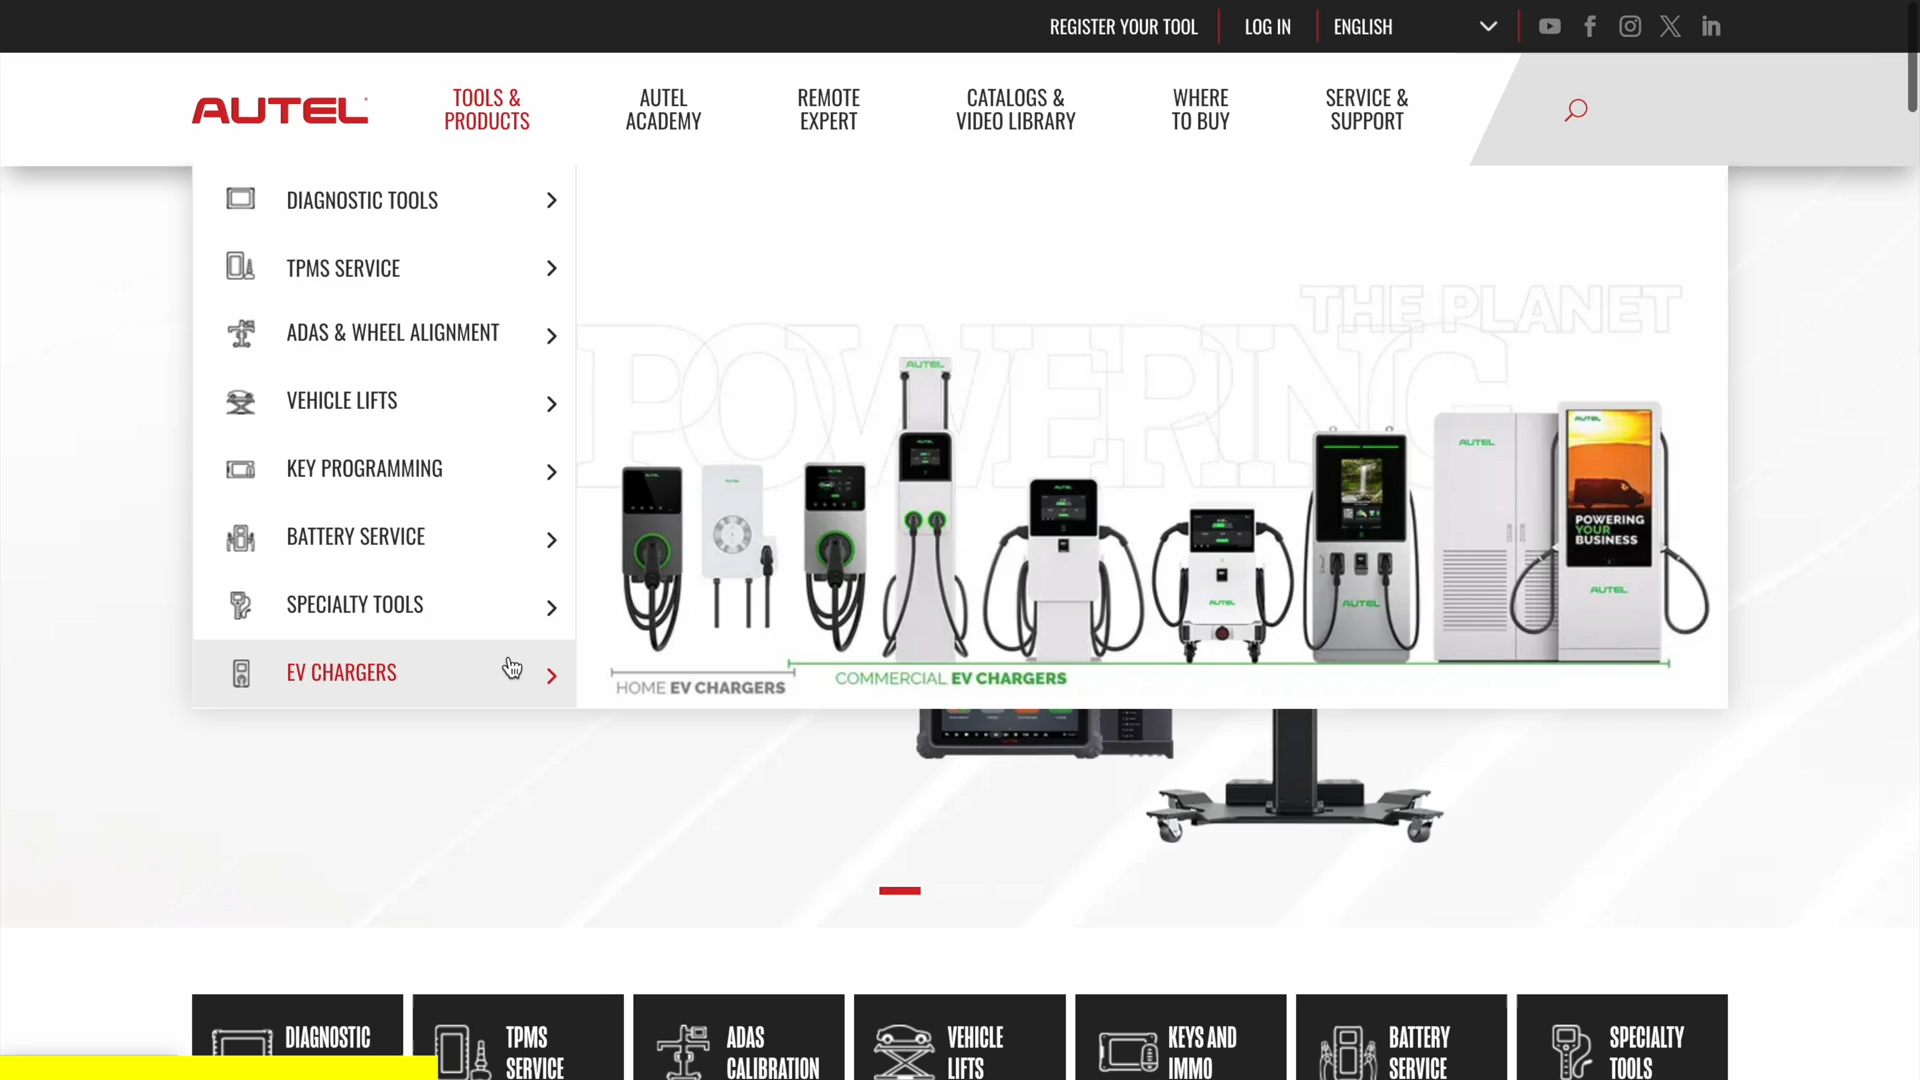 REGISTER YOUR TOOL
LOG IN
ENGLISH
AUTEL
TOOLS &
PRODUCTS
AUTEL
ACADEMY
REMOTE
EXPERT
CATALOGS &
VIDEO LIBRARY
WHERE
TO BUY
SERVICE &
SUPPORT
DIAGNOSTIC TOOLS
TPMS SERVICE
ADAS & WHEEL ALIGNMENT
VEHICLE LIFTS
KEY PROGRAMMING
BATTERY SERVICE
SPECIALTY TOOLS
EV CHARGERS
THE PLANET
POWERING
AUTEL
AUTEL
AUTEL
AUTEL
AUTEL
POWERING
YOUR
BUSINESS
AUTEL
HOME EV CHARGERS
COMMERCIAL EV CHARGERS
DIAGNOSTIC
TPMS
SERVICE
ADAS
CALIBRATION
VEHICLE
LIFTS
KEYS AND
IMMO
BATTERY
SERVICE
SPECIALTY
TOOLS